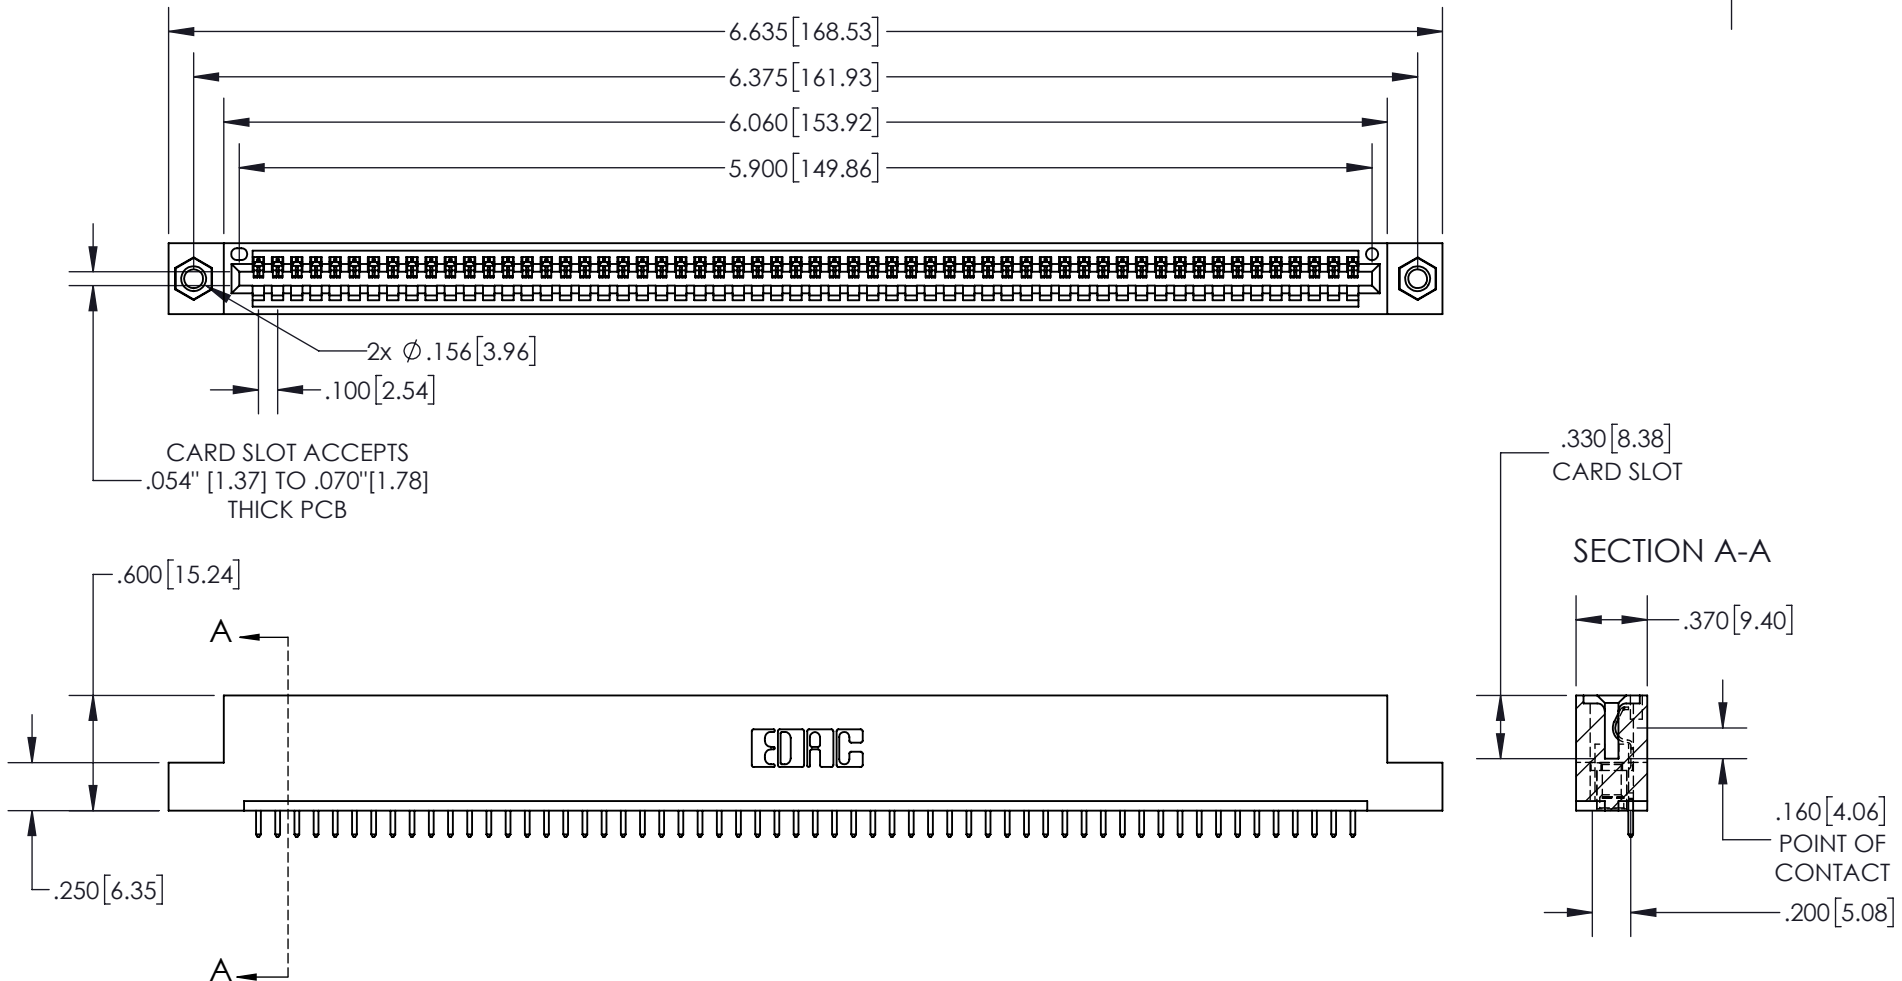 6.635[168.53]
6.375[161.93]
6.060[153.92]
5.900[149.86]
2x Ø.156[3.96]
.100[2.54]
CARD SLOT ACCEPTS
.054" [1.37] TO .070"[1.78]
THICK PCB
.330[8.38]
CARD SLOT
SECTION A-A
.600[15.24]
.370[9.40]
A
EDAC
.160[4.06]
POINT OF
CONTACT
.250[6.35]
.200[5.08]
A